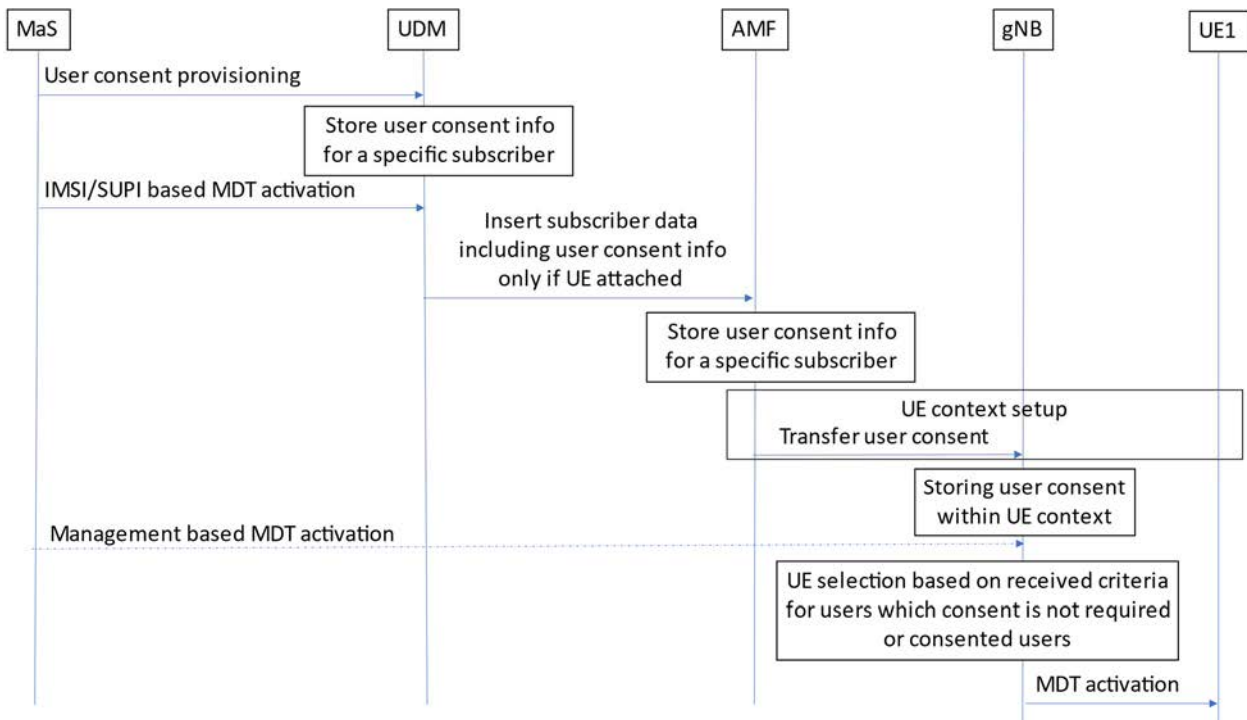 MaS
UDM
AMF
gNB
UE1
User consent provisioning
Store user consent info
for a specific subscriber
IMSI/SUPI based MDT activation
Insert subscriber data
including user consent info
only if UE attached
Store user consent info
for a specific subscriber
UE context setup
Transfer user consent
Storing user consent
within UE context
Management based MDT activation
UE selection based on received criteria
for users which consent is not required
or consented users
MDT activation